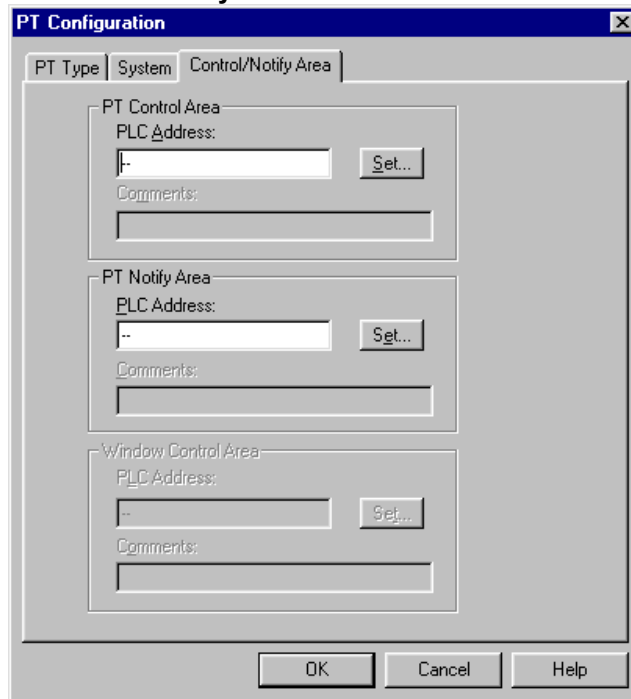 PT Configuration
PT Type System Control/Notify Area
PT Control Area
PLC Address:
-- Set...
Comments:
PT Notify Area
PLC Address:
-- Set...
Comments:
Window Control Area
PLC Address:
-- Set...
Comments:
OK Cancel Help